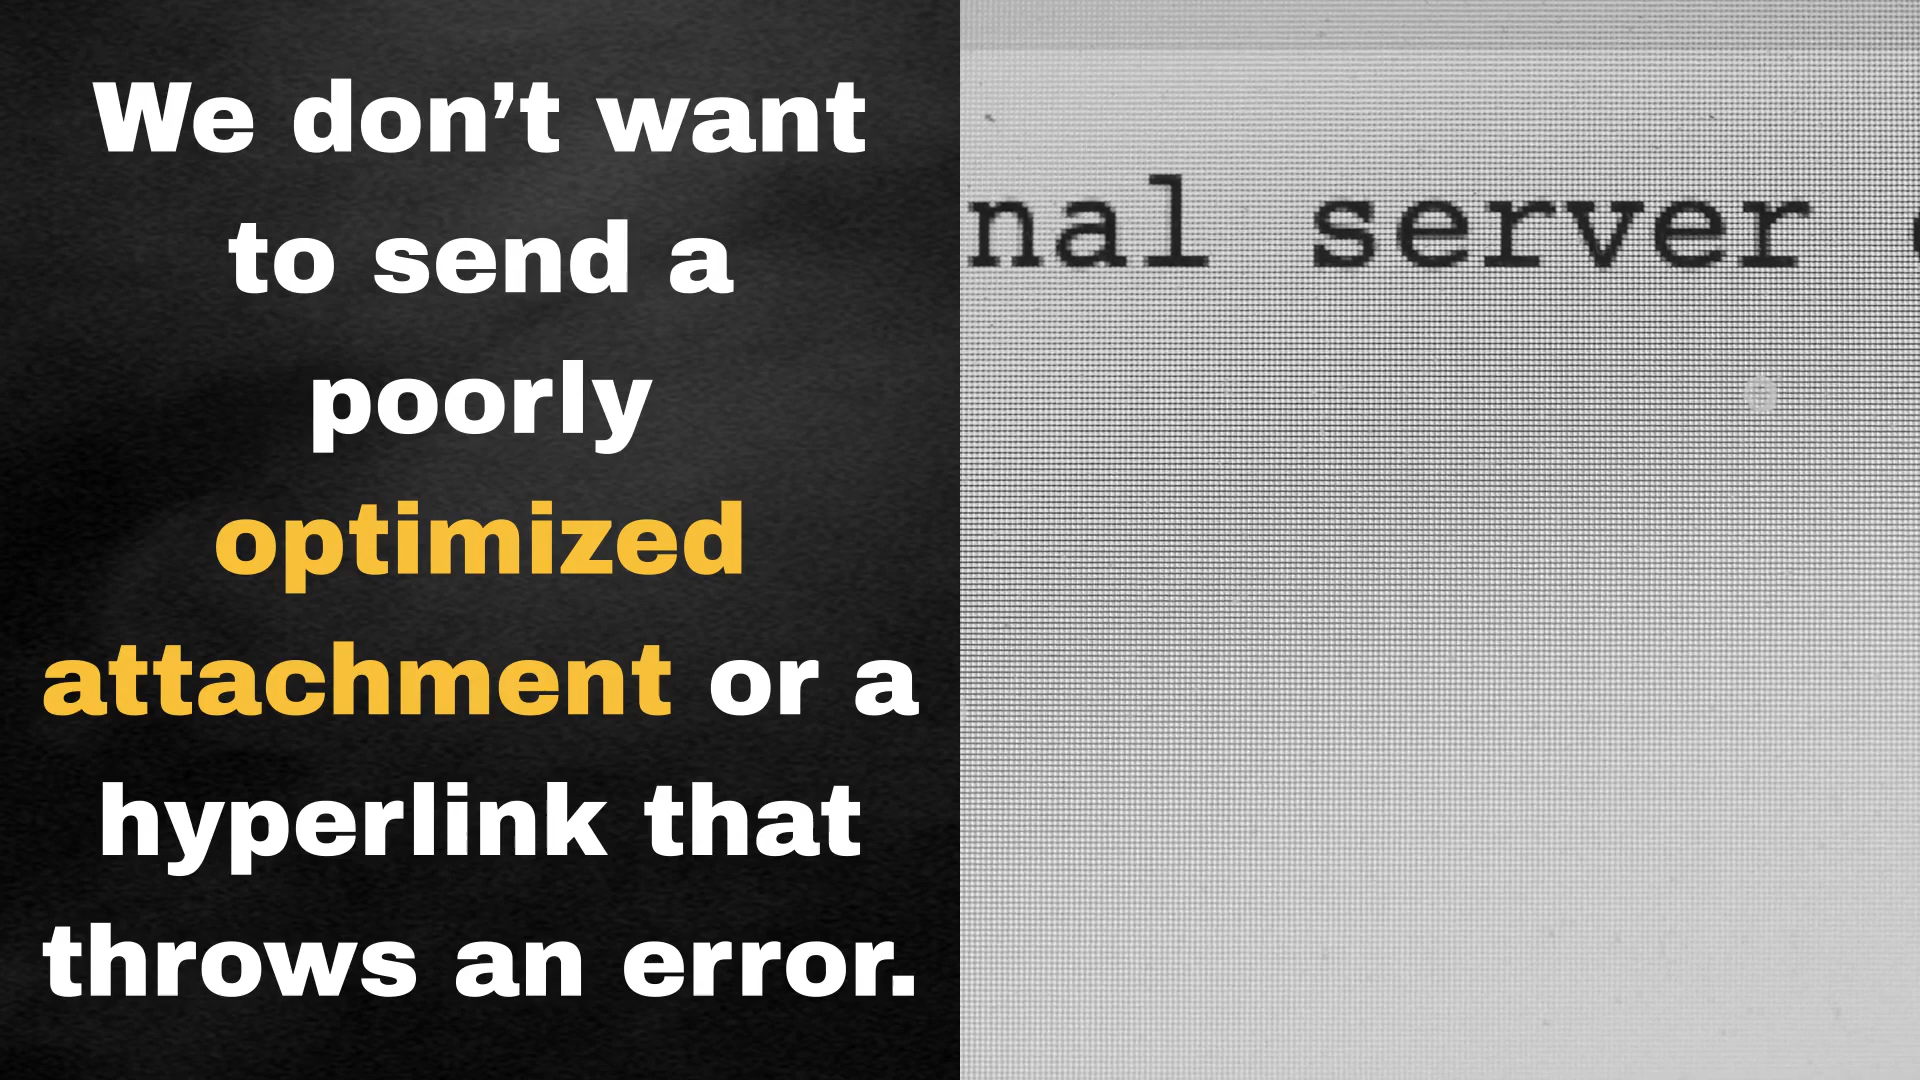 We don’t want
to send a
poorly
optimized
attachment or a
hyperlink that
throws an error.
nal server